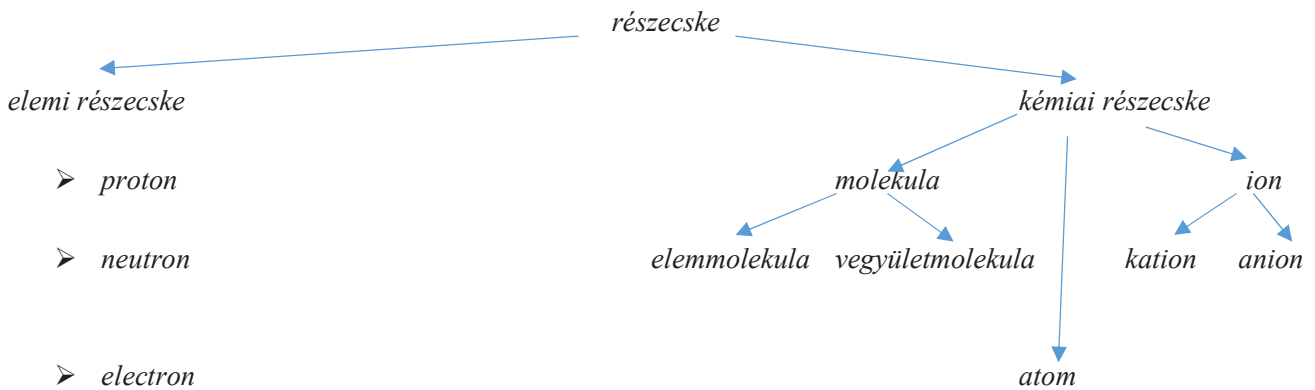 részecske
elemi részecske kémiai részecske
➢ proton molekula ion
➢ neutron elemmolekula vegyületmolekula kation anion
➢ electron atom